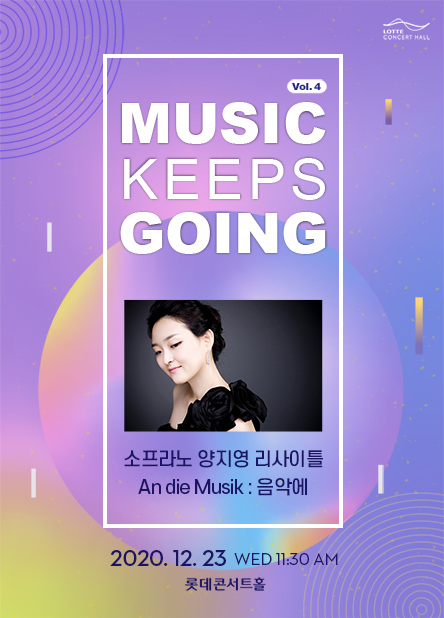 LOTTE
CONCERT HALL
Vol. 4
MUSIC
KEEPS
GOING
소프라노 양지영 리사이틀
An die Musik : 음악에
2020. 12. 23 WED 11:30 AM
롯데콘서트홀